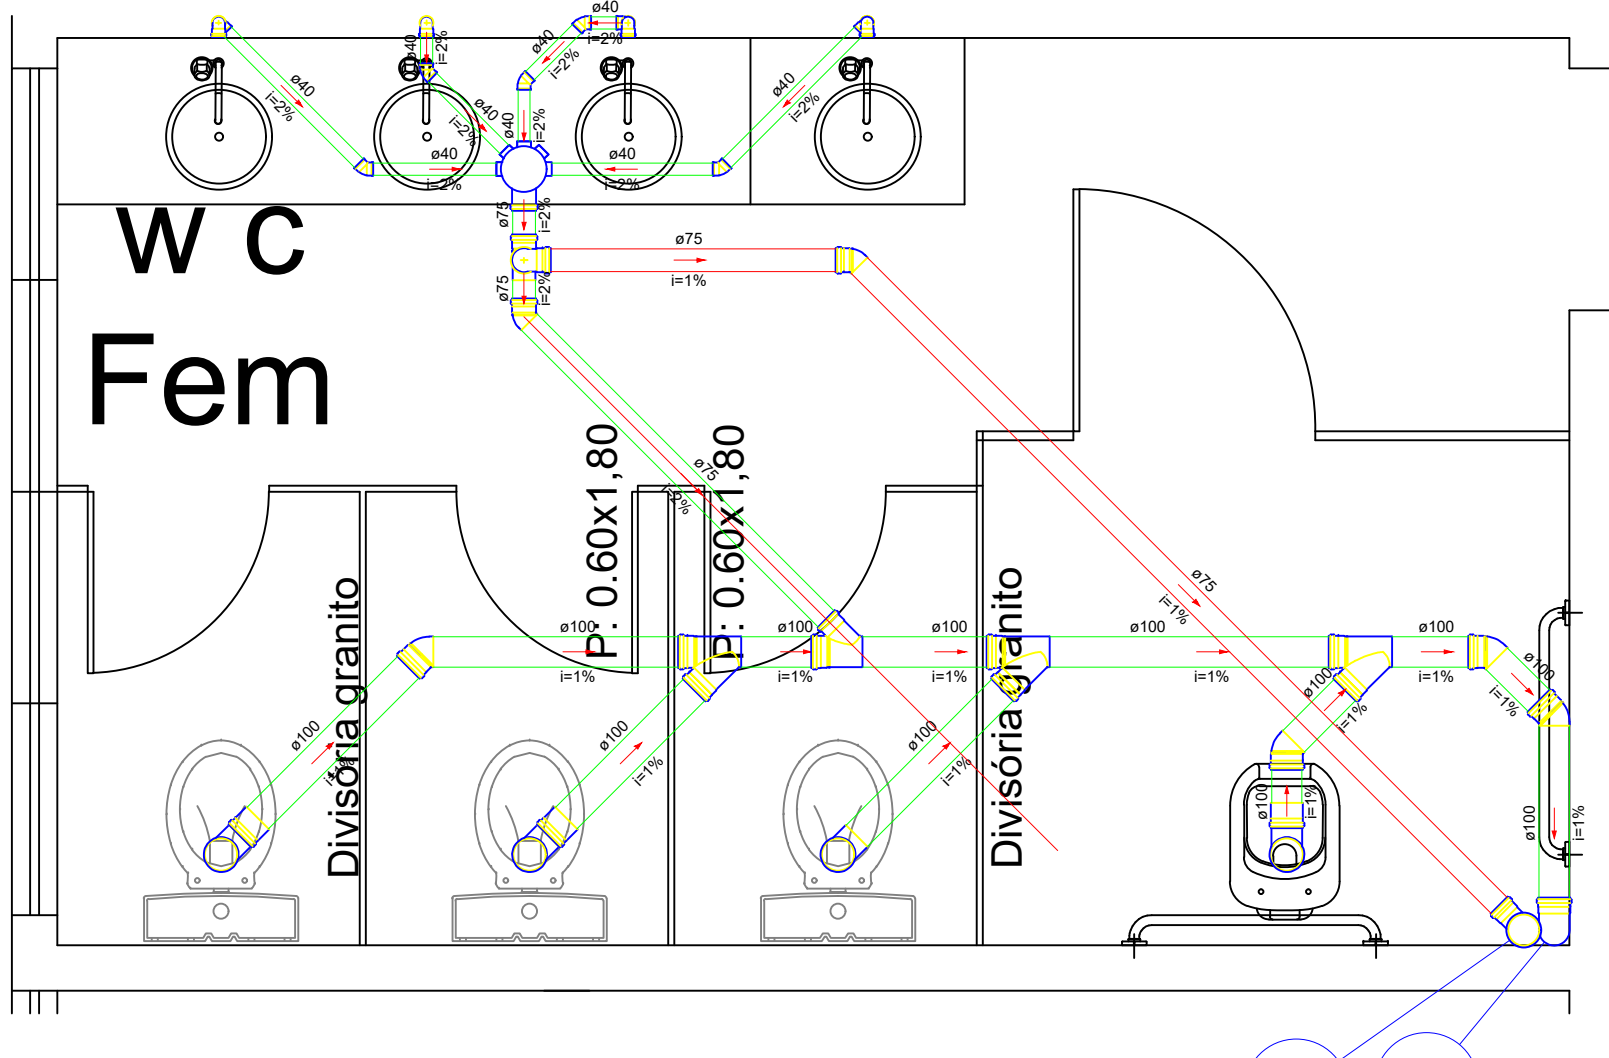 ø40
i=2%
ø40
i=2%
ø40
i=2%
ø40
i=2%
ø40
i=2%
ø40
i=2%
ø40
i=2%
ø40
i=2%
ø40
i=2%
ø75
i=2%
w c
Fem
ø75
i=1%
ø75
i=2%
ø75
i=2%
P: 0.60x1,80
P: 0.60x1,80
Divisória granito
Divisória granito
ø75
i=1%
ø100
i=1%
ø100
i=1%
ø100
i=1%
ø100
i=1%
ø100
i=1%
ø100
i=1%
ø100
i=1%
ø100
i=1%
ø100
i=1%
ø100
i=1%
ø100
i=1%
ø100
i=1%